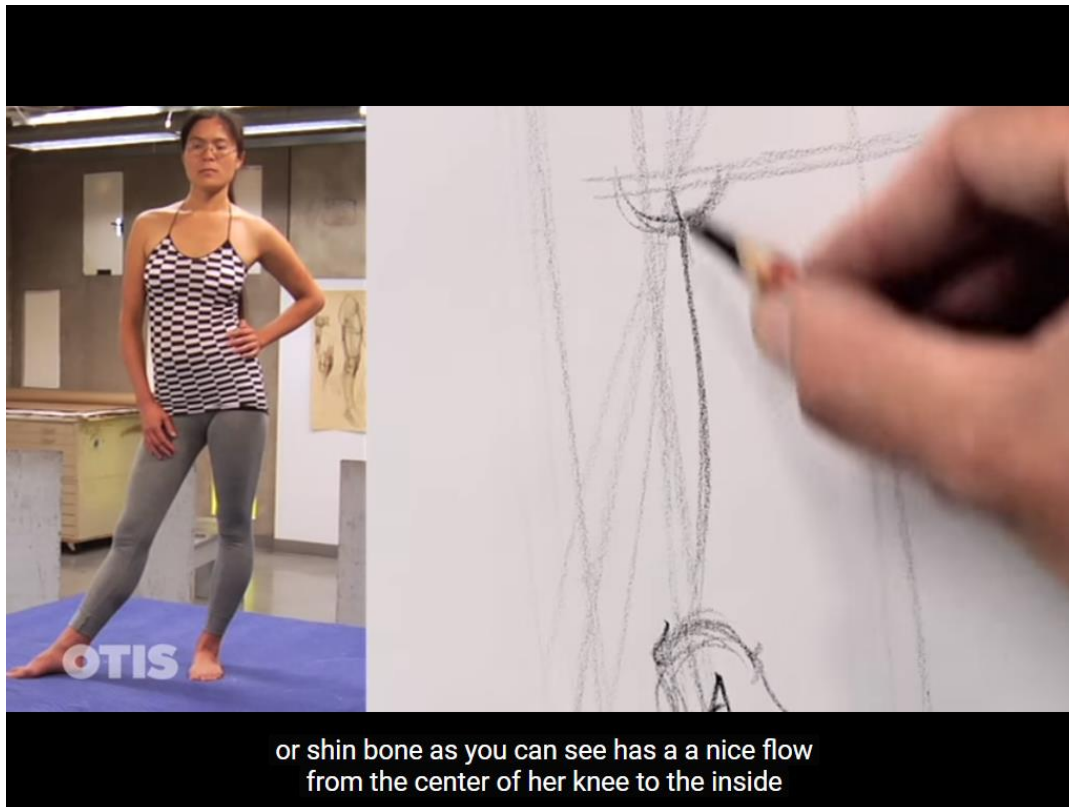 OTIS
or shin bone as you can see has a a nice flow
from the center of her knee to the inside